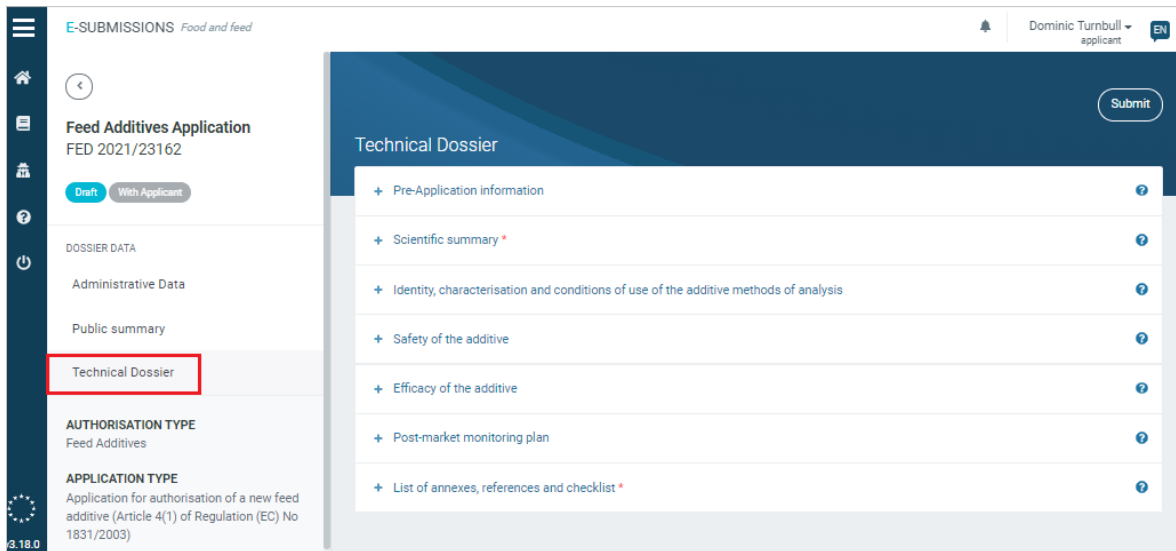 E-SUBMISSIONS Food and feed
Dominic Turnbull
applicant
EN
Feed Additives Application
FED 2021/23162
Draft
With Applicant
DOSSIER DATA
Administrative Data
Public summary
Technical Dossier
AUTHORISATION TYPE
Feed Additives
APPLICATION TYPE
Application for authorisation of a new feed
additive (Article 4(1) of Regulation (EC) No
1831/2003)
v3.18.0
Submit
Technical Dossier
+ Pre-Application information
+ Scientific summary *
+ Identity, characterisation and conditions of use of the additive methods of analysis
+ Safety of the additive
+ Efficacy of the additive
+ Post-market monitoring plan
+ List of annexes, references and checklist *